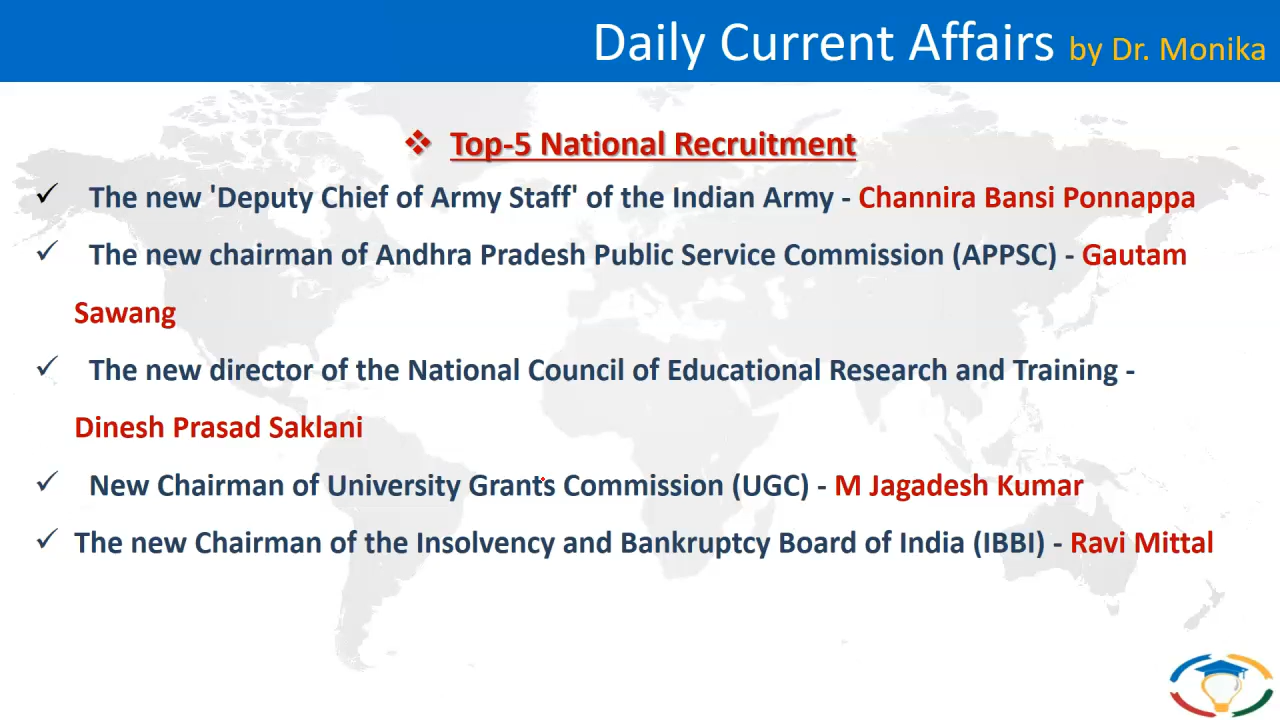 Daily Current Affairs by Dr. Monika
❖ Top-5 National Recruitment
✓ The new 'Deputy Chief of Army Staff' of the Indian Army - Channira Bansi Ponnappa
✓ The new chairman of Andhra Pradesh Public Service Commission (APPSC) - Gautam
Sawang
✓ The new director of the National Council of Educational Research and Training -
Dinesh Prasad Saklani
✓ New Chairman of University Grants Commission (UGC) - M Jagadesh Kumar
✓ The new Chairman of the Insolvency and Bankruptcy Board of India (IBBI) - Ravi Mittal